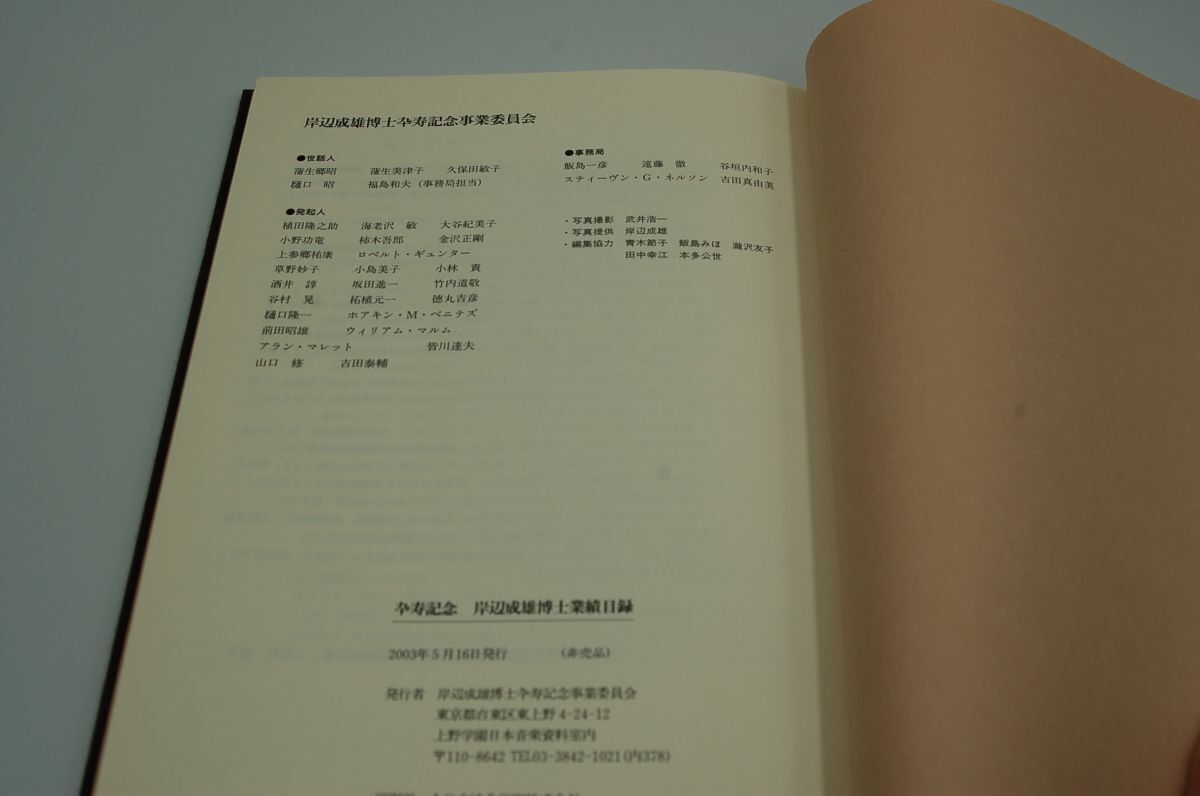 岸辺成雄博士卆寿記念事業委員会
●世話人
蒲生郷昭 蒲生美津子 久保田敏子
樋口 昭 福島和夫（事務局担当）
●発起人
植田隆之助 海老沢 敏 大谷紀美子
小野功竜 柿木吾郎 金沢正剛
上参郷祐康 ロベルト・ギュンター
草野妙子 小島美子 小林 責
酒井 諄 坂田進一 竹内道敬
谷村 晃 柘植元一 徳丸吉彦
樋口隆一 ホアキン・M・ベニテズ
前田昭雄 ウィリアム・マルム
アラン・マレット 皆川達夫
山口 修 吉田泰輔
●事務局
飯島一彦 遠藤 徹 谷垣内和子
スティーヴン・G・ネルソン 吉田真由美
・写真撮影 武井浩一
・写真提供 岸辺成雄
・編集協力 青木節子 飯島みほ 瀧沢友子
田中幸江 本多公世
卆寿記念 岸辺成雄博士業績目録
2003年5月16日発行 （非売品）
発行者 岸辺成雄博士卆寿記念事業委員会
東京都台東区東上野4-24-12
上野学園日本音楽資料室内
〒110-8642 TEL03-3842-1021(内378)